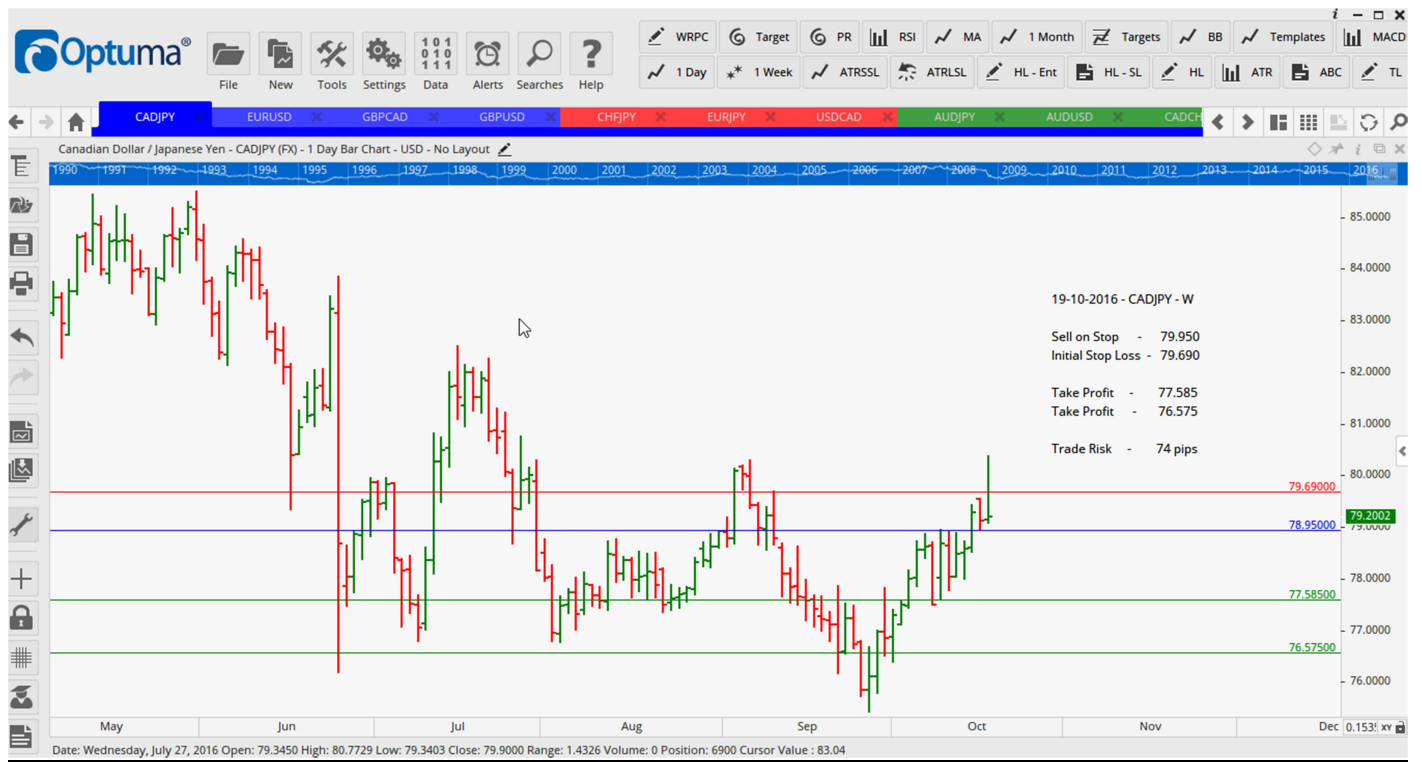 i
Optuma®
File New Tools Settings Data Alerts Searches Help
WRPC Target PR RSI MA 1 Month Targets BB Templates MACD
1 Day 1 Week ATRSSL ATRLSL HL - Ent HL - SL HL ATR ABC TL
CADJPY EURUSD GBPCAD GBPUSD CHFJPY EURJPY USDCAD AUDJPY AUDUSD CADCH
Canadian Dollar / Japanese Yen - CADJPY (FX) - 1 Day Bar Chart - USD - No Layout
1990 1991 1992 1993 1994 1995 1996 1997 1998 1999 2000 2001 2002 2003 2004 2005 2006 2007 2008 2009 2010 2011 2012 2013 2014 2015 2016
85.0000
84.0000
19-10-2016 - CADJPY - W
83.0000
Sell on Stop - 79.950
Initial Stop Loss - 79.690
82.0000
Take Profit - 77.585
Take Profit - 76.575
81.0000
Trade Risk - 74 pips
80.0000
79.69000
79.2002
78.95000 79.0000
78.0000
77.58500
77.0000
76.57500
76.0000
May Jun Jul Aug Sep Oct Nov Dec XY
Date: Wednesday, July 27, 2016 Open: 79.3450 High: 80.7729 Low: 79.3403 Close: 79.9000 Range: 1.4326 Volume: 0 Position: 6900 Cursor Value : 83.04